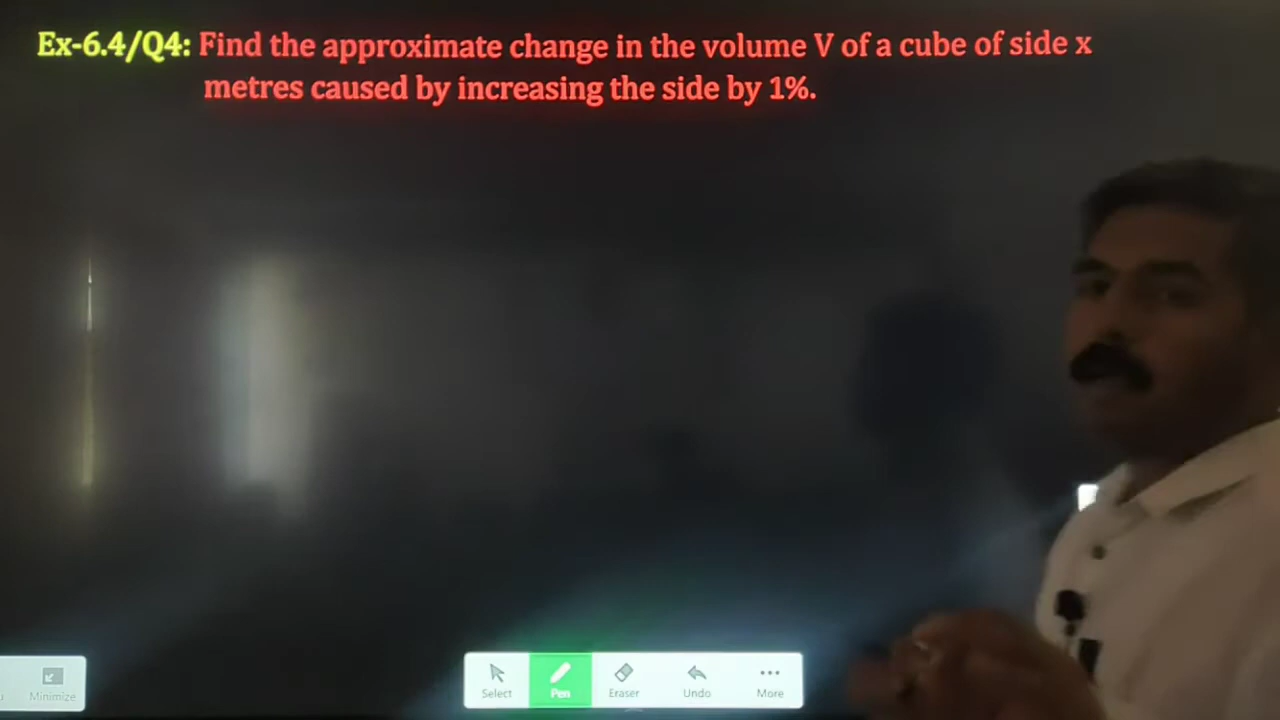 Ex-6.4/Q4: Find the approximate change in the volume V of a cube of side x
metres caused by increasing the side by 1%.
Minimize
Select
Pen
Eraser
Undo
More